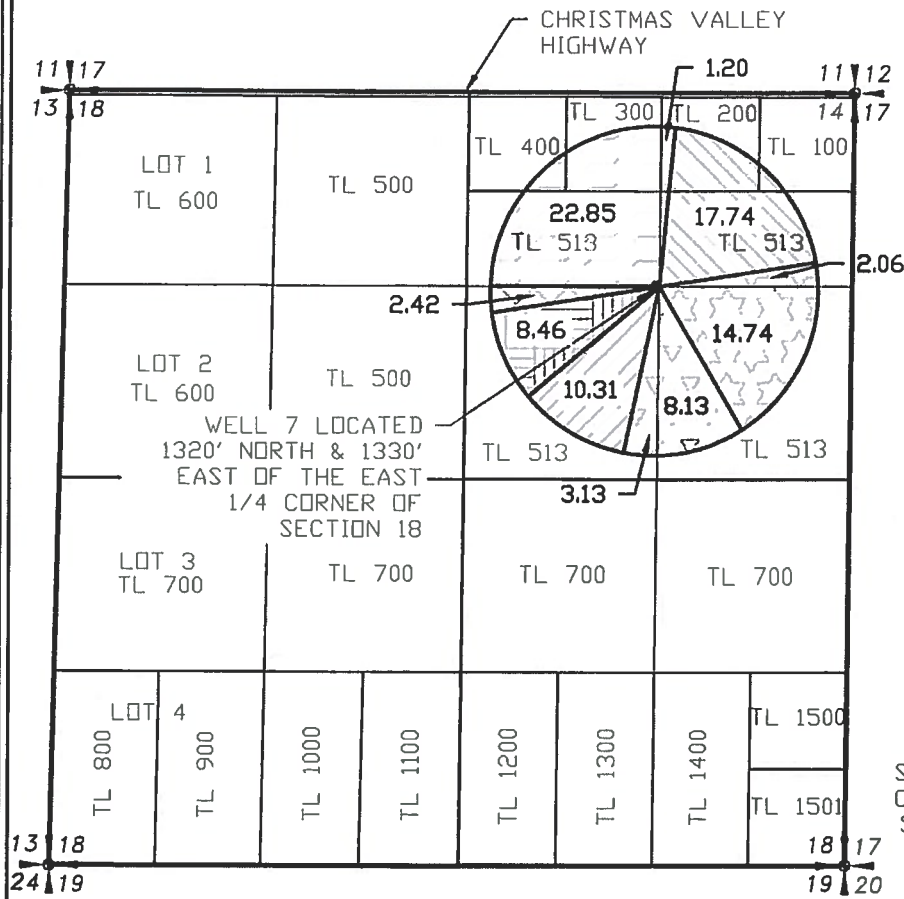 CHRISTMAS VALLEY
HIGHWAY
11 17
13 18
1.20
11 12
14 17
LOT 1
TL 600
TL 500
TL 400
TL 300
TL 200
TL 100
22.85
TL 513
17.74
TL 513
2.06
2.42
8.46
14.74
LOT 2
TL 600
TL 500
10.31
8.13
WELL 7 LOCATED
1320' NORTH & 1330'
EAST OF THE EAST
1/4 CORNER OF
SECTION 18
TL 513
TL 513
3.13
LOT 3
TL 700
TL 700
TL 700
TL 700
LOT 4
TL 800
TL 900
TL 1000
TL 1100
TL 1200
TL 1300
TL 1400
TL 1500
TL 1501
13 18
24 19
18 17
19 20